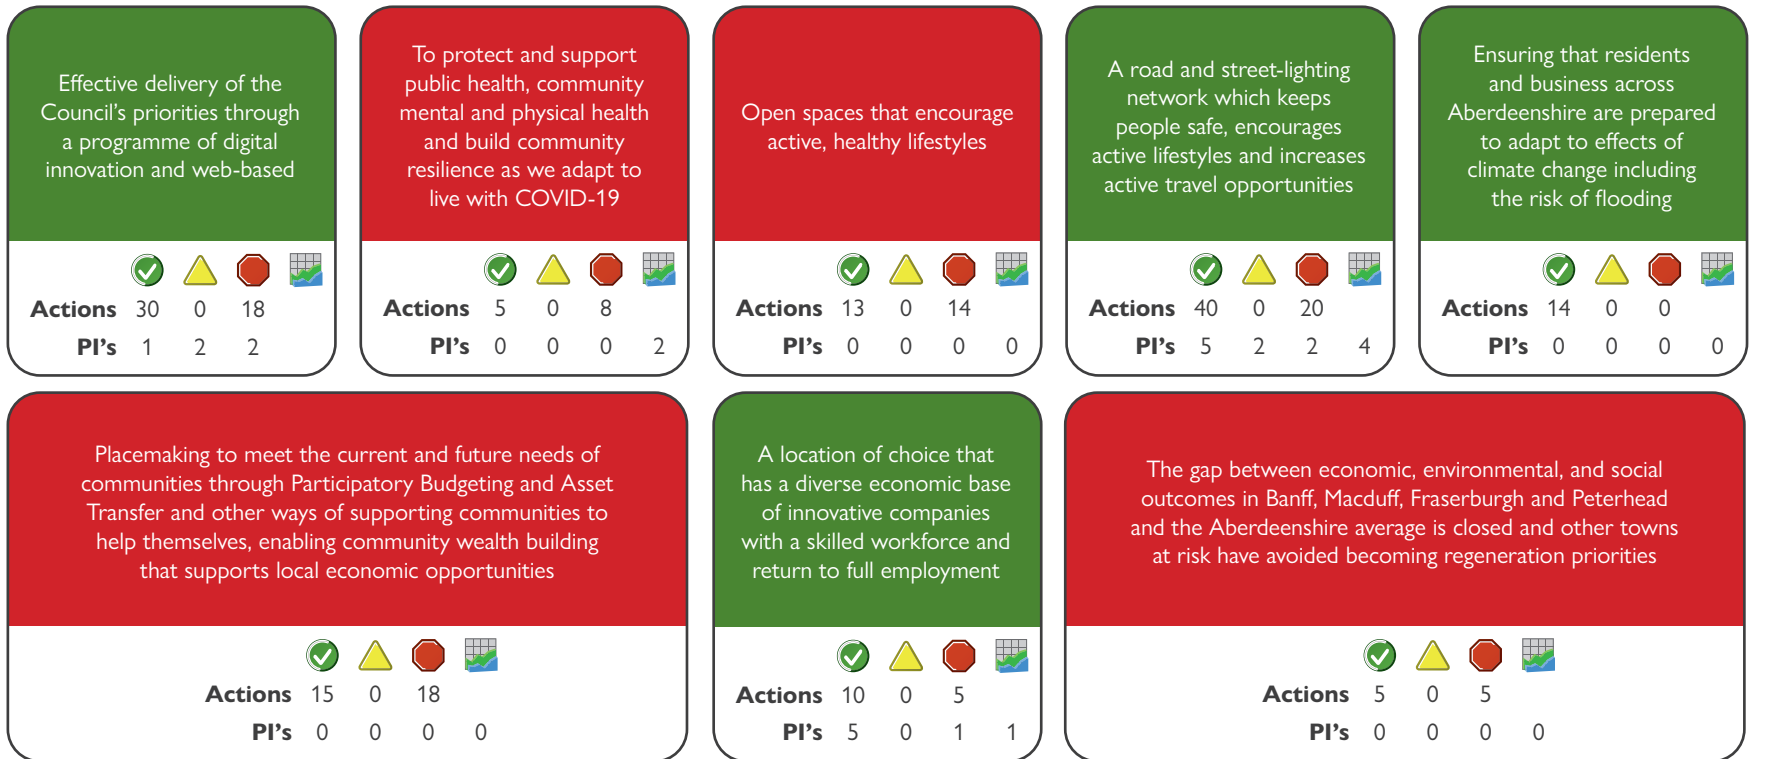 Effective delivery of the
Council's priorities through
a programme of digital
innovation and web-based
Actions 30 0 18
PI's 1 2 2
To protect and support
public health, community
mental and physical health
and build community
resilience as we adapt to
live with COVID-19
Actions 5 0 8
PI's 0 0 0 2
Open spaces that encourage
active, healthy lifestyles
Actions 13 0 14
PI's 0 0 0 0
A road and street-lighting
network which keeps
people safe, encourages
active lifestyles and increases
active travel opportunities
Actions 40 0 20
PI's 5 2 2 4
Ensuring that residents
and business across
Aberdeenshire are prepared
to adapt to effects of
climate change including
the risk of flooding
Actions 14 0 0
PI's 0 0 0 0
Placemaking to meet the current and future needs of
communities through Participatory Budgeting and Asset
Transfer and other ways of supporting communities to
help themselves, enabling community wealth building
that supports local economic opportunities
Actions 15 0 18
PI's 0 0 0 0
A location of choice that
has a diverse economic base
of innovative companies
with a skilled workforce and
return to full employment
Actions 10 0 5
PI's 5 0 1 1
The gap between economic, environmental, and social
outcomes in Banff, Macduff, Fraserburgh and Peterhead
and the Aberdeenshire average is closed and other towns
at risk have avoided becoming regeneration priorities
Actions 5 0 5
PI's 0 0 0 0